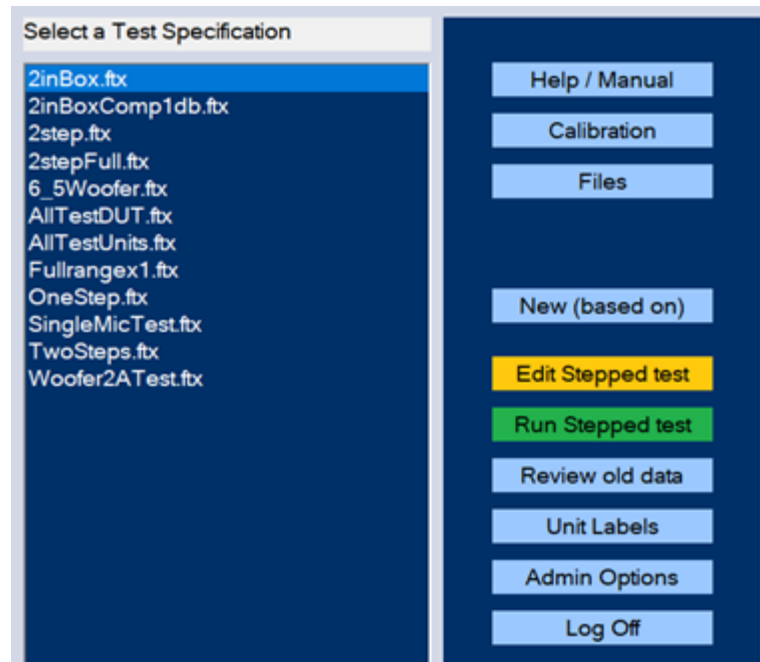 Select a Test Specification
2inBox.ftx
2inBoxComp1db.ftx
2step.ftx
2stepFull.ftx
6_5Woofer.ftx
AllTestDUT.ftx
AllTestUnits.ftx
Fullrangex1.ftx
OneStep.ftx
SingleMicTest.ftx
TwoSteps.ftx
Woofer2ATest.ftx
Help / Manual
Calibration
Files
New (based on)
Edit Stepped test
Run Stepped test
Review old data
Unit Labels
Admin Options
Log Off